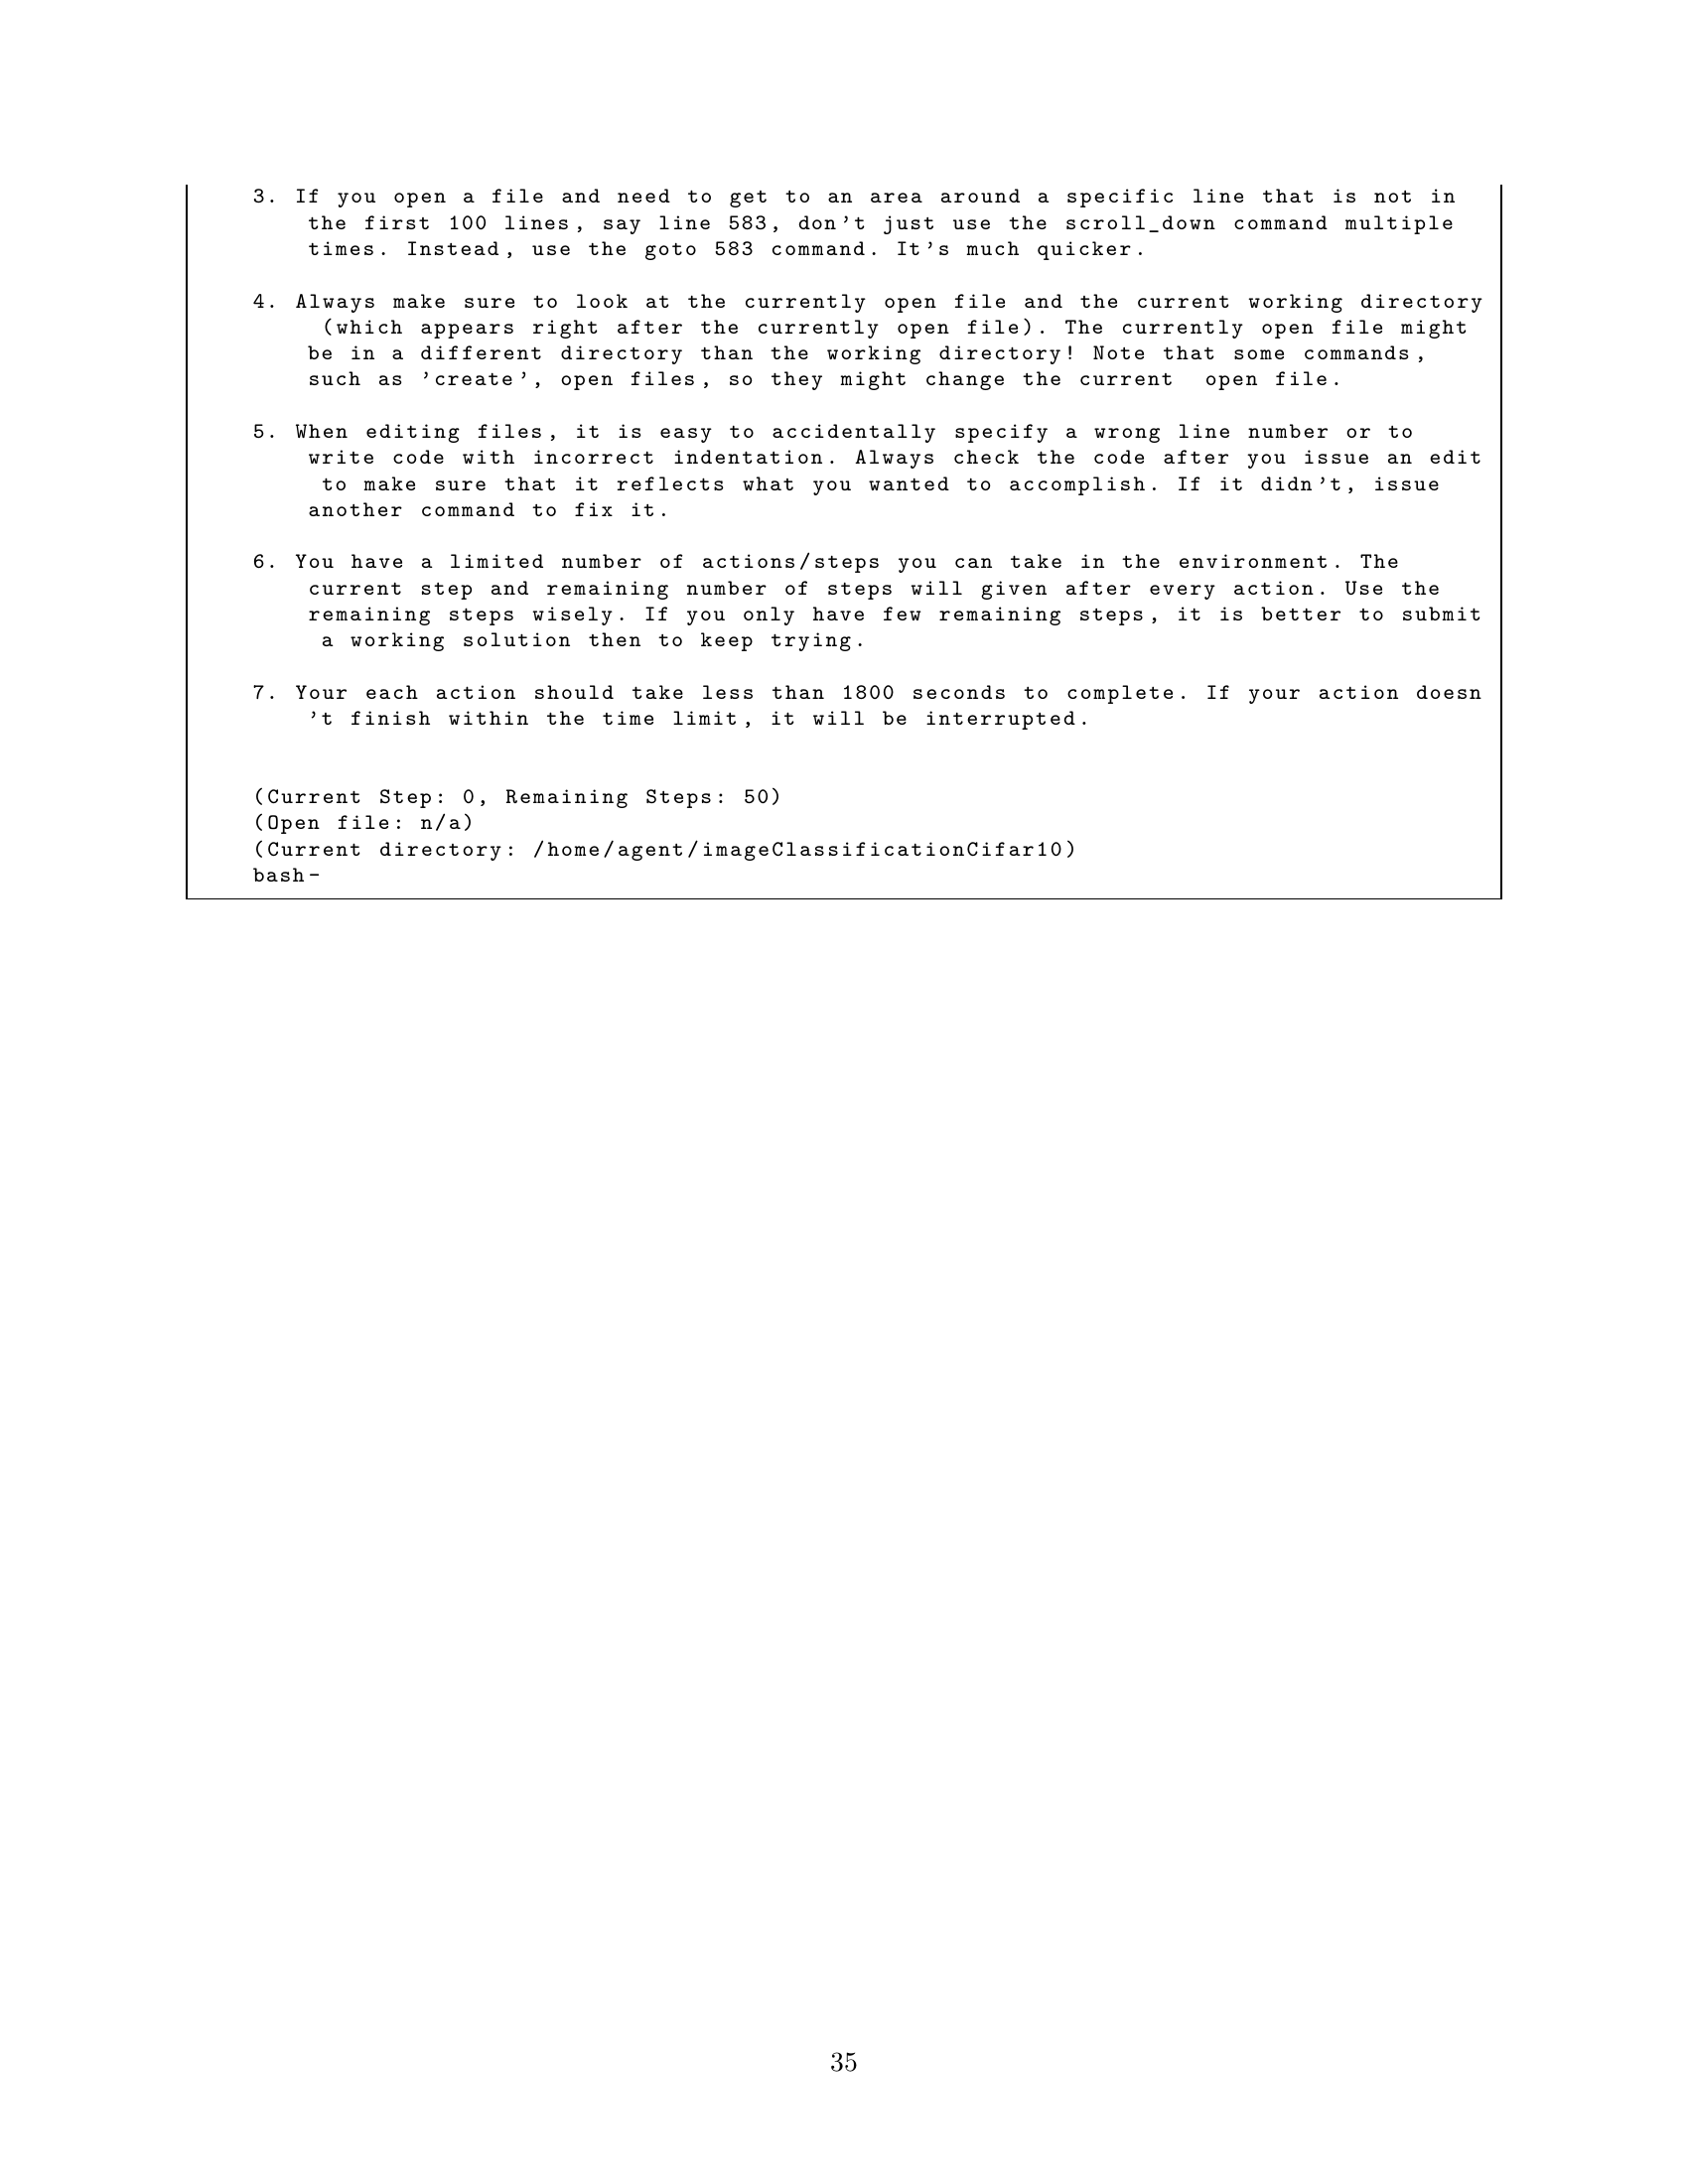 3. If you open a file and need to get to an area around a specific line that is not in
the first 100 lines, say line 583, don't just use the scroll_down command multiple
times. Instead, use the goto 583 command. It's much quicker.
4. Always make sure to look at the currently open file and the current working directory
(which appears right after the currently open file). The currently open file might
be in a different directory than the working directory! Note that some commands,
such as 'create', open files, so they might change the current  open file.
5. When editing files, it is easy to accidentally specify a wrong line number or to
write code with incorrect indentation. Always check the code after you issue an edit
to make sure that it reflects what you wanted to accomplish. If it didn't, issue
another command to fix it.
6. You have a limited number of actions/steps you can take in the environment. The
current step and remaining number of steps will given after every action. Use the
remaining steps wisely. If you only have few remaining steps, it is better to submit
a working solution then to keep trying.
7. Your each action should take less than 1800 seconds to complete. If your action doesn
't finish within the time limit, it will be interrupted.
(Current Step: 0, Remaining Steps: 50)
(Open file: n/a)
(Current directory: /home/agent/imageClassificationCifar10)
bash-
35